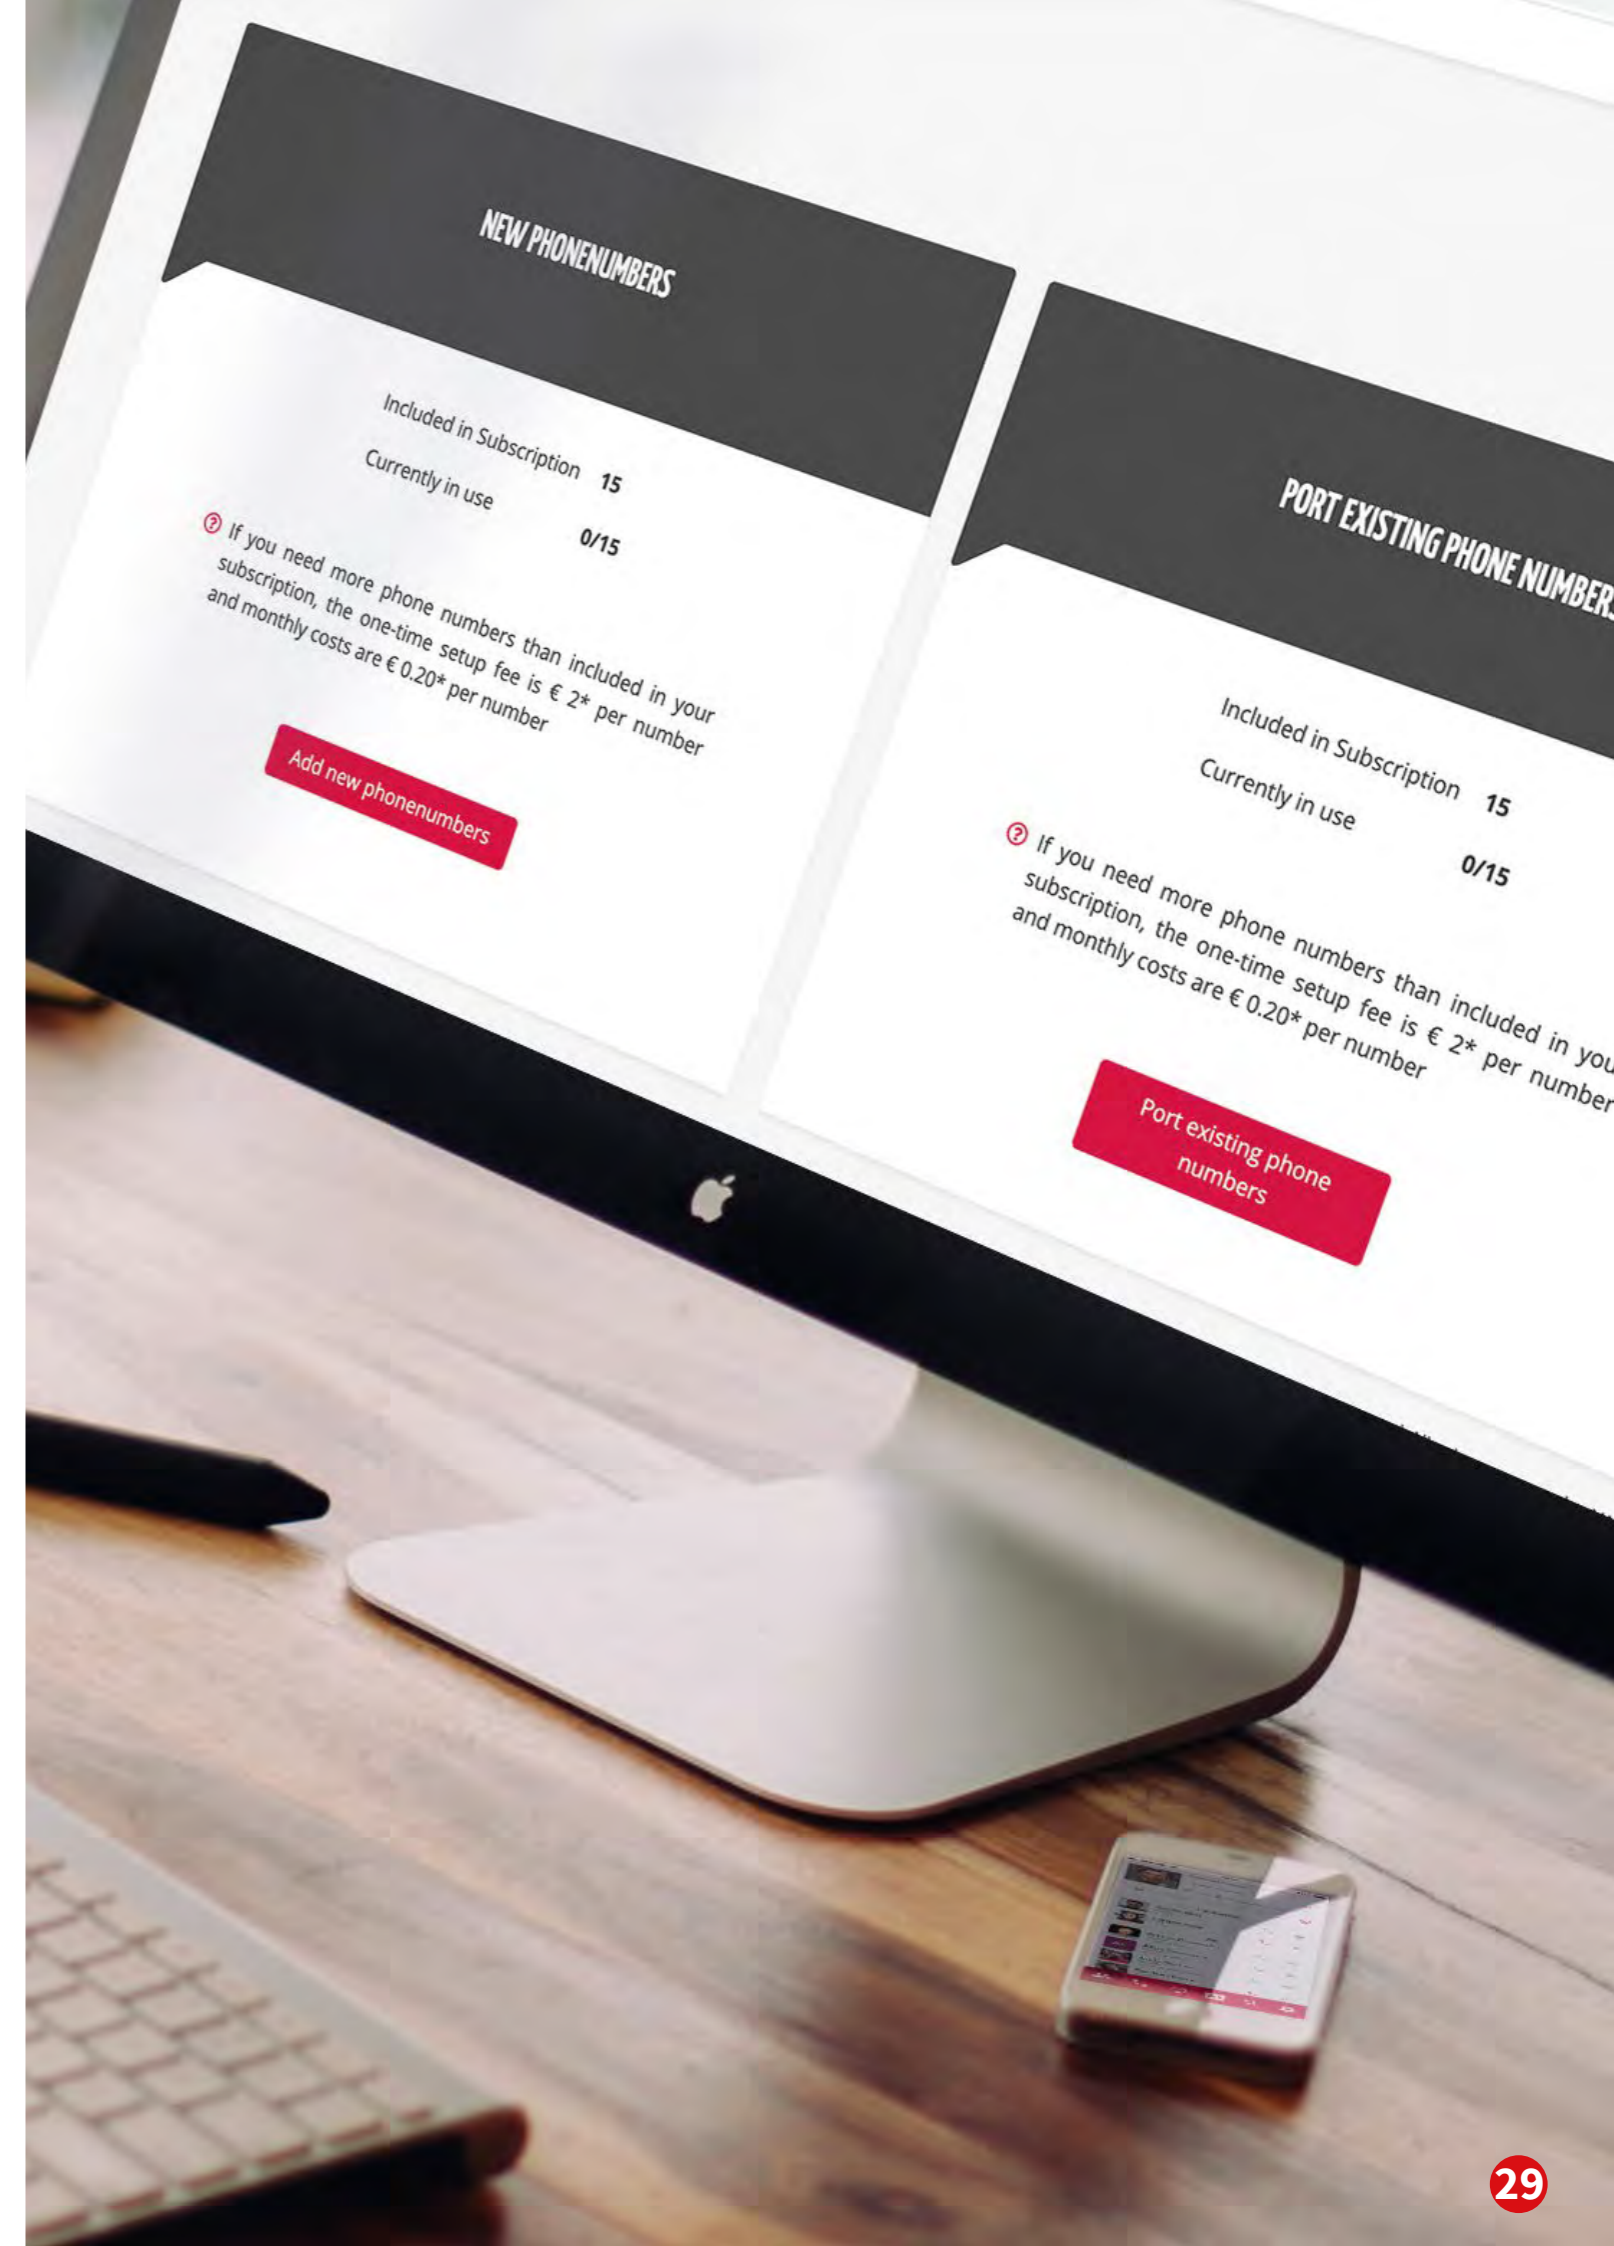 NEW PHONENUMBERS
Included in Subscription 15
Currently in use 0/15
If you need more phone numbers than included in your
subscription, the one-time setup fee is € 2* per number
and monthly costs are € 0.20* per number
Add new phonenumbers
PORT EXISTING PHONE NUMBERS
Included in Subscription 15
Currently in use 0/15
If you need more phone numbers than included in you
subscription, the one-time setup fee is € 2* per number
and monthly costs are € 0.20* per number
Port existing phone
numbers
29